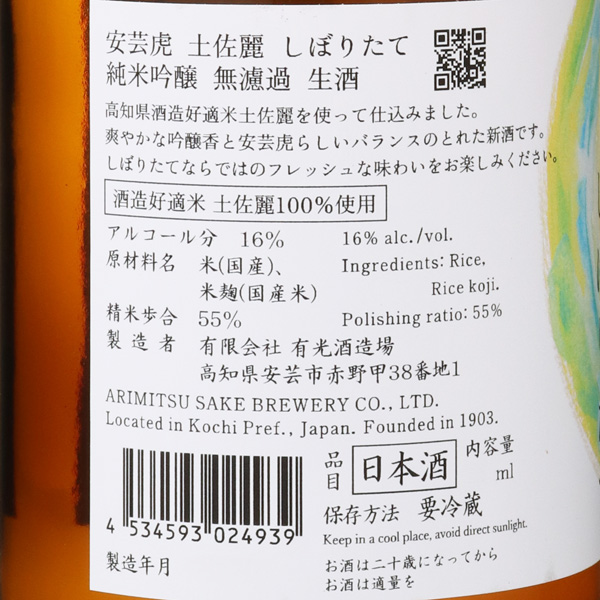 安芸虎 土佐麗 しぼりたて
純米吟醸 無濾過 生酒
高知県酒造好適米土佐麗を使って仕込みました。
爽やかな吟醸香と安芸虎らしいバランスのとれた新酒です。
しぼりたてならではのフレッシュな味わいをお楽しみください。
酒造好適米 土佐麗100%使用
アルコール分 16% 16% alc./vol.
原材料名 米(国産)、 Ingredients: Rice,
米麹(国産米) Rice koji.
精米歩合 55% Polishing ratio: 55%
製造者 有限会社 有光酒造場
高知県安芸市赤野甲38番地1
ARIMITSU SAKE BREWERY CO., LTD.
Located in Kochi Pref., Japan. Founded in 1903.
品目 日本酒 内容量 ml
保存方法 要冷蔵
Keep in a cool place, avoid direct sunlight.
4 534593 024939
製造年月
お酒は二十歳になってから
お酒は適量を